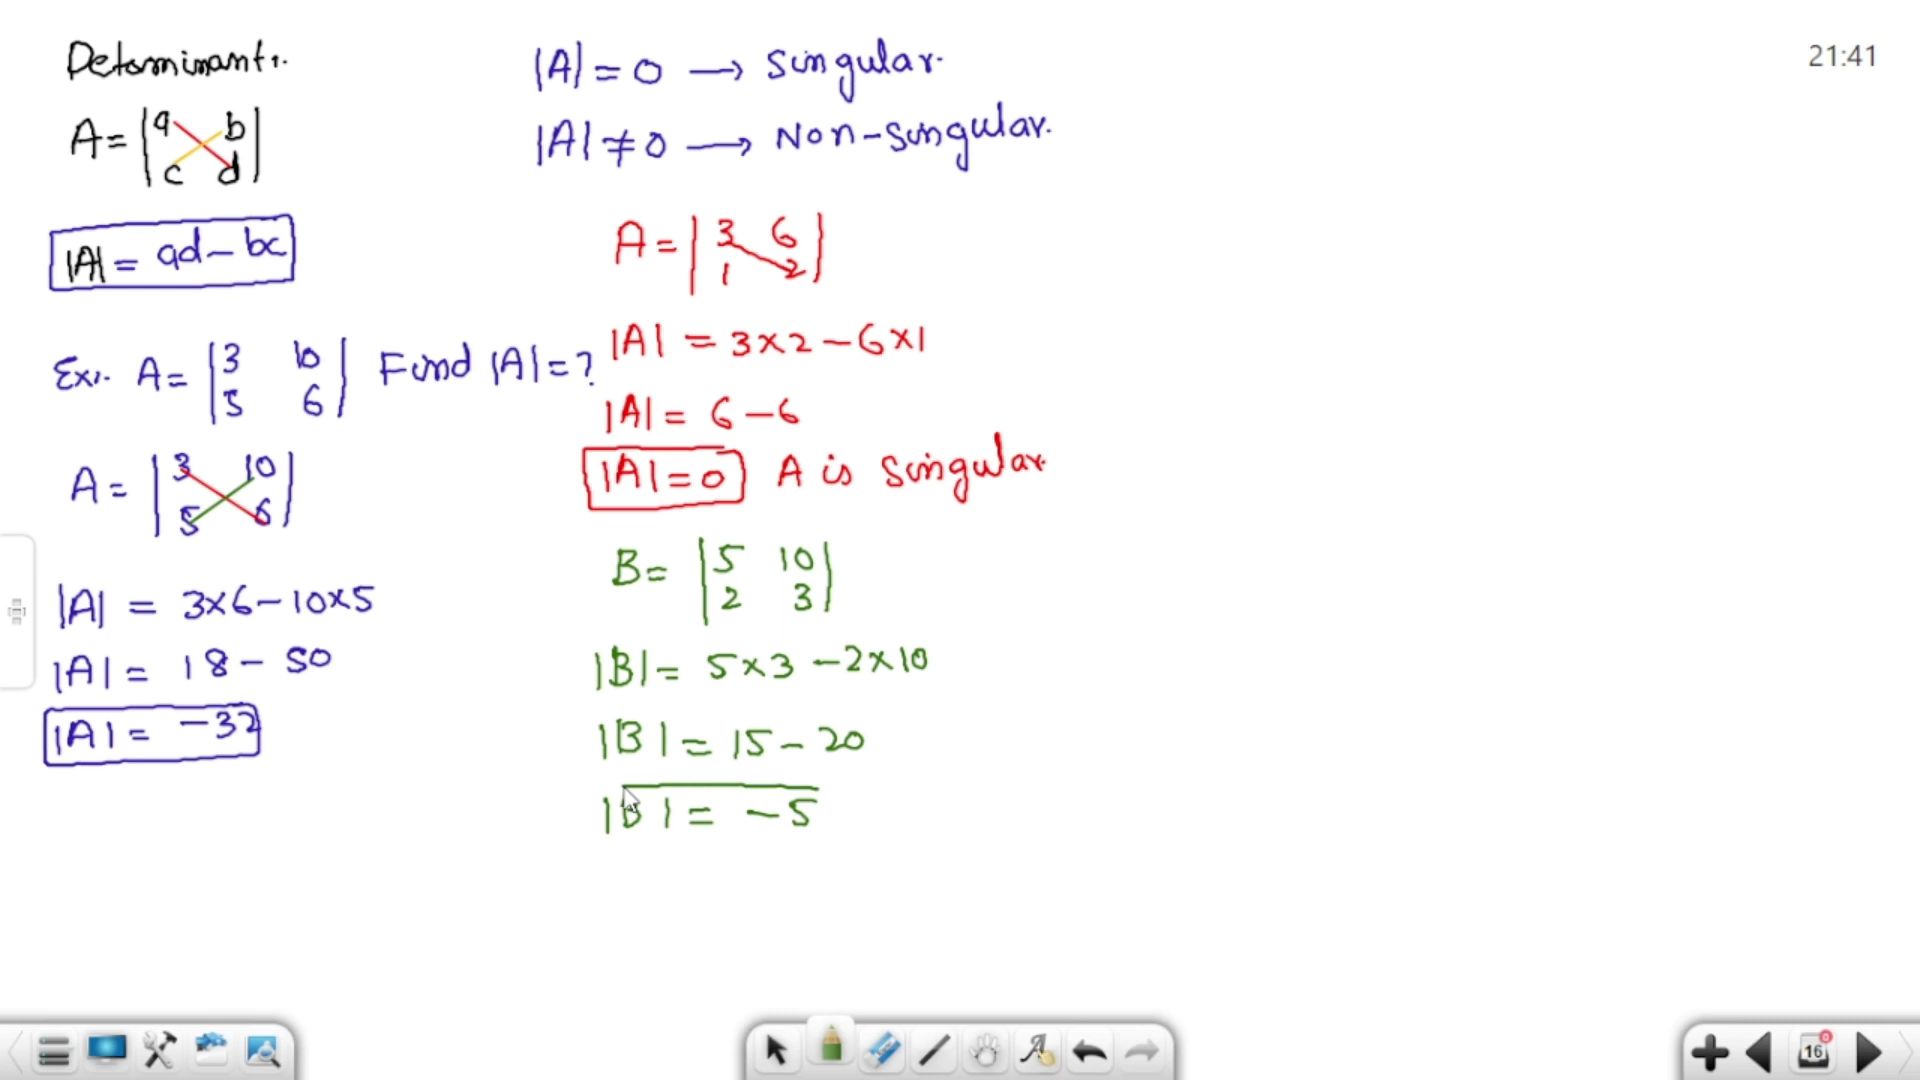 Determinant:-
A = |a b|
|c d|
|A| = ad - bc
Ex:- A = |3 10| Find |A| = ?
|5 6|
A = |3 10|
|5 6|
|A| = 3×6 - 10×5
|A| = 18 - 50
|A| = -32
|A| = 0 → Singular.
|A| ≠ 0 → Non-singular.
A = |3 6|
|1 2|
|A| = 3×2 - 6×1
|A| = 6 - 6
|A| = 0 A is singular.
B = |5 10|
|2 3|
|B| = 5×3 - 2×10
|B| = 15 - 20
|B| = -5
21:41
16
0